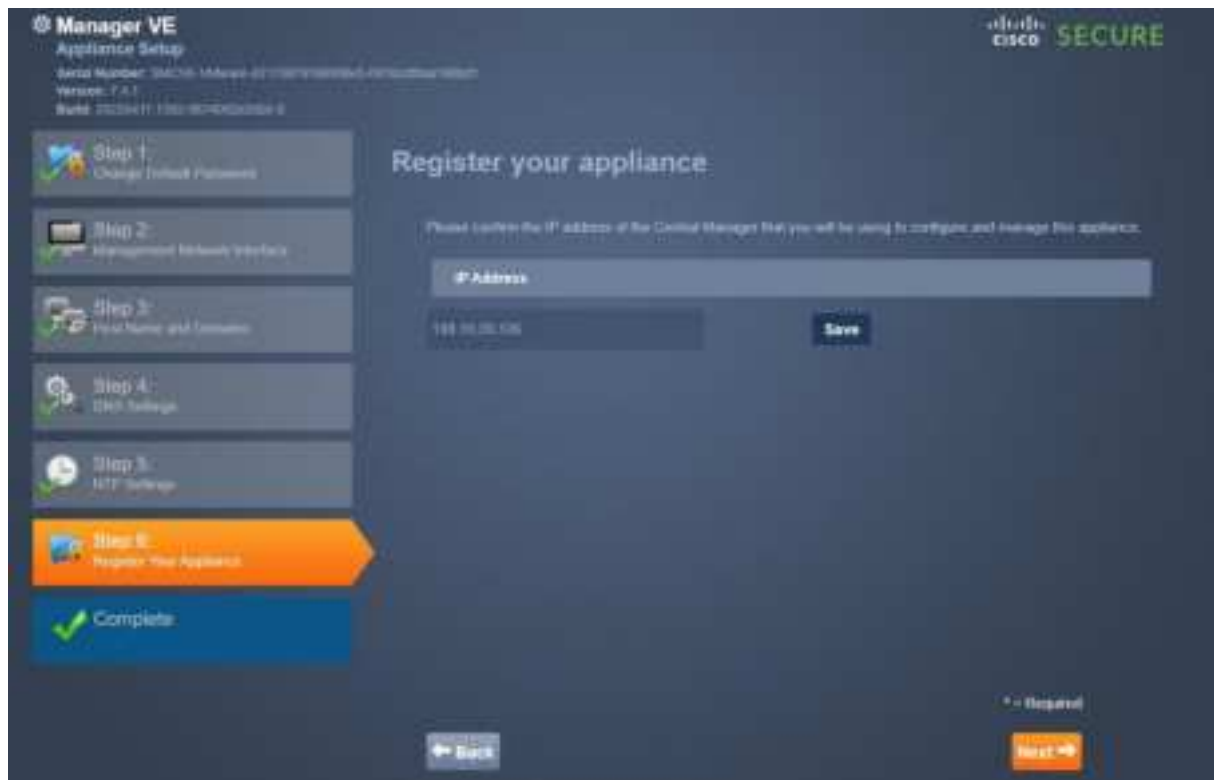 Manager VE
Appliance Setup
Serial Number:
Version: 7.4.1
Build:
CISCO SECURE
Step 1:
Change Default Password
Step 2:
Management Network Interface
Step 3:
Host Name and Domains
Step 4:
DNS Settings
Step 5:
NTP Settings
Step 6:
Register Your Appliance
Complete
Register your appliance
Please confirm the IP address of the Central Manager that you will be using to configure and manage this appliance.
IP Address
Save
* = Required
Back
Next